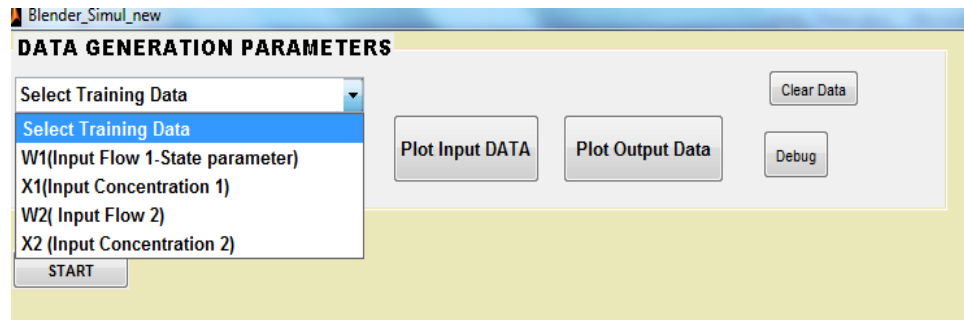 Blender_Simul_new
DATA GENERATION PARAMETERS
Select Training Data
Clear Data
Select Training Data
W1(Input Flow 1-State parameter)
X1(Input Concentration 1)
W2( Input Flow 2)
X2 (Input Concentration 2)
Plot Input DATA
Plot Output Data
Debug
START